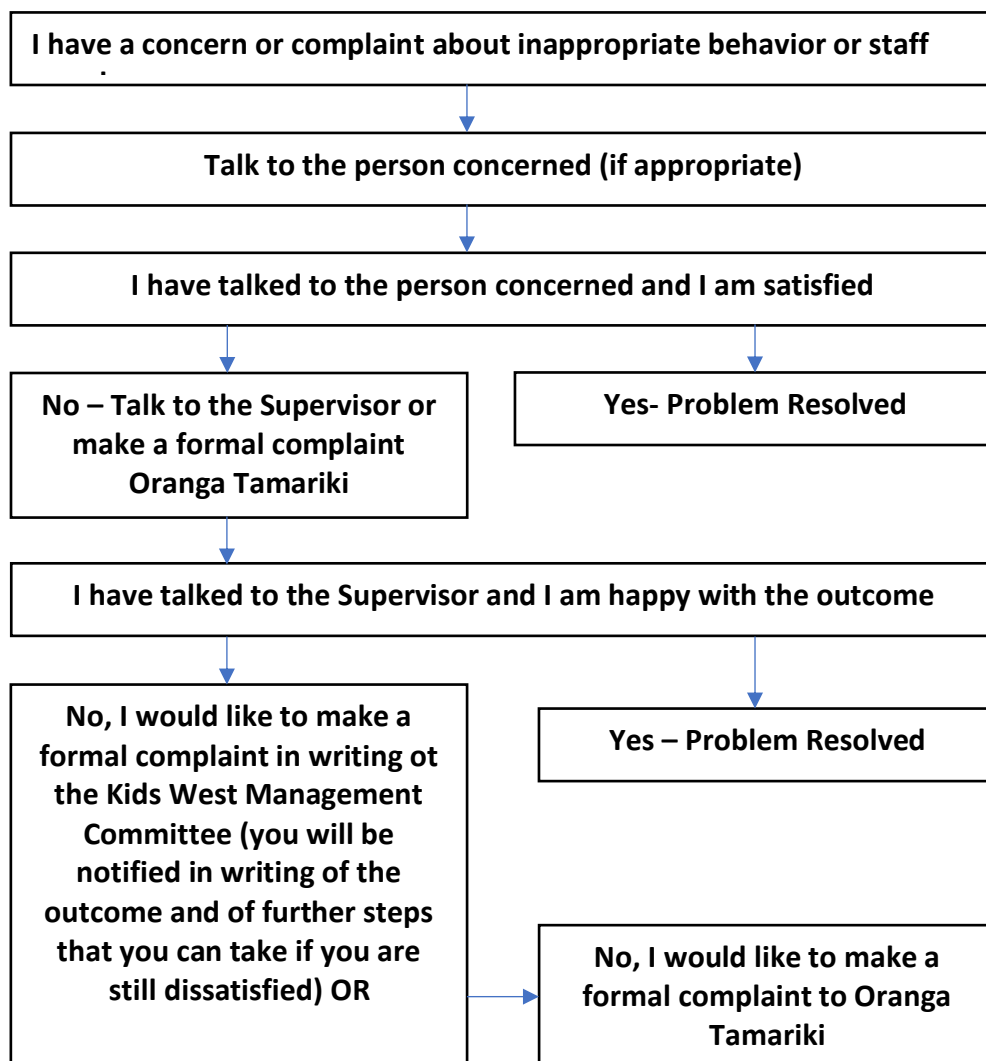 I have a concern or complaint about inappropriate behavior or staff
Talk to the person concerned (if appropriate)
I have talked to the person concerned and I am satisfied
No – Talk to the Supervisor or
make a formal complaint
Oranga Tamariki
Yes- Problem Resolved
I have talked to the Supervisor and I am happy with the outcome
No, I would like to make a
formal complaint in writing ot
the Kids West Management
Committee (you will be
notified in writing of the
outcome and of further steps
that you can take if you are
still dissatisfied) OR
Yes – Problem Resolved
No, I would like to make a
formal complaint to Oranga
Tamariki